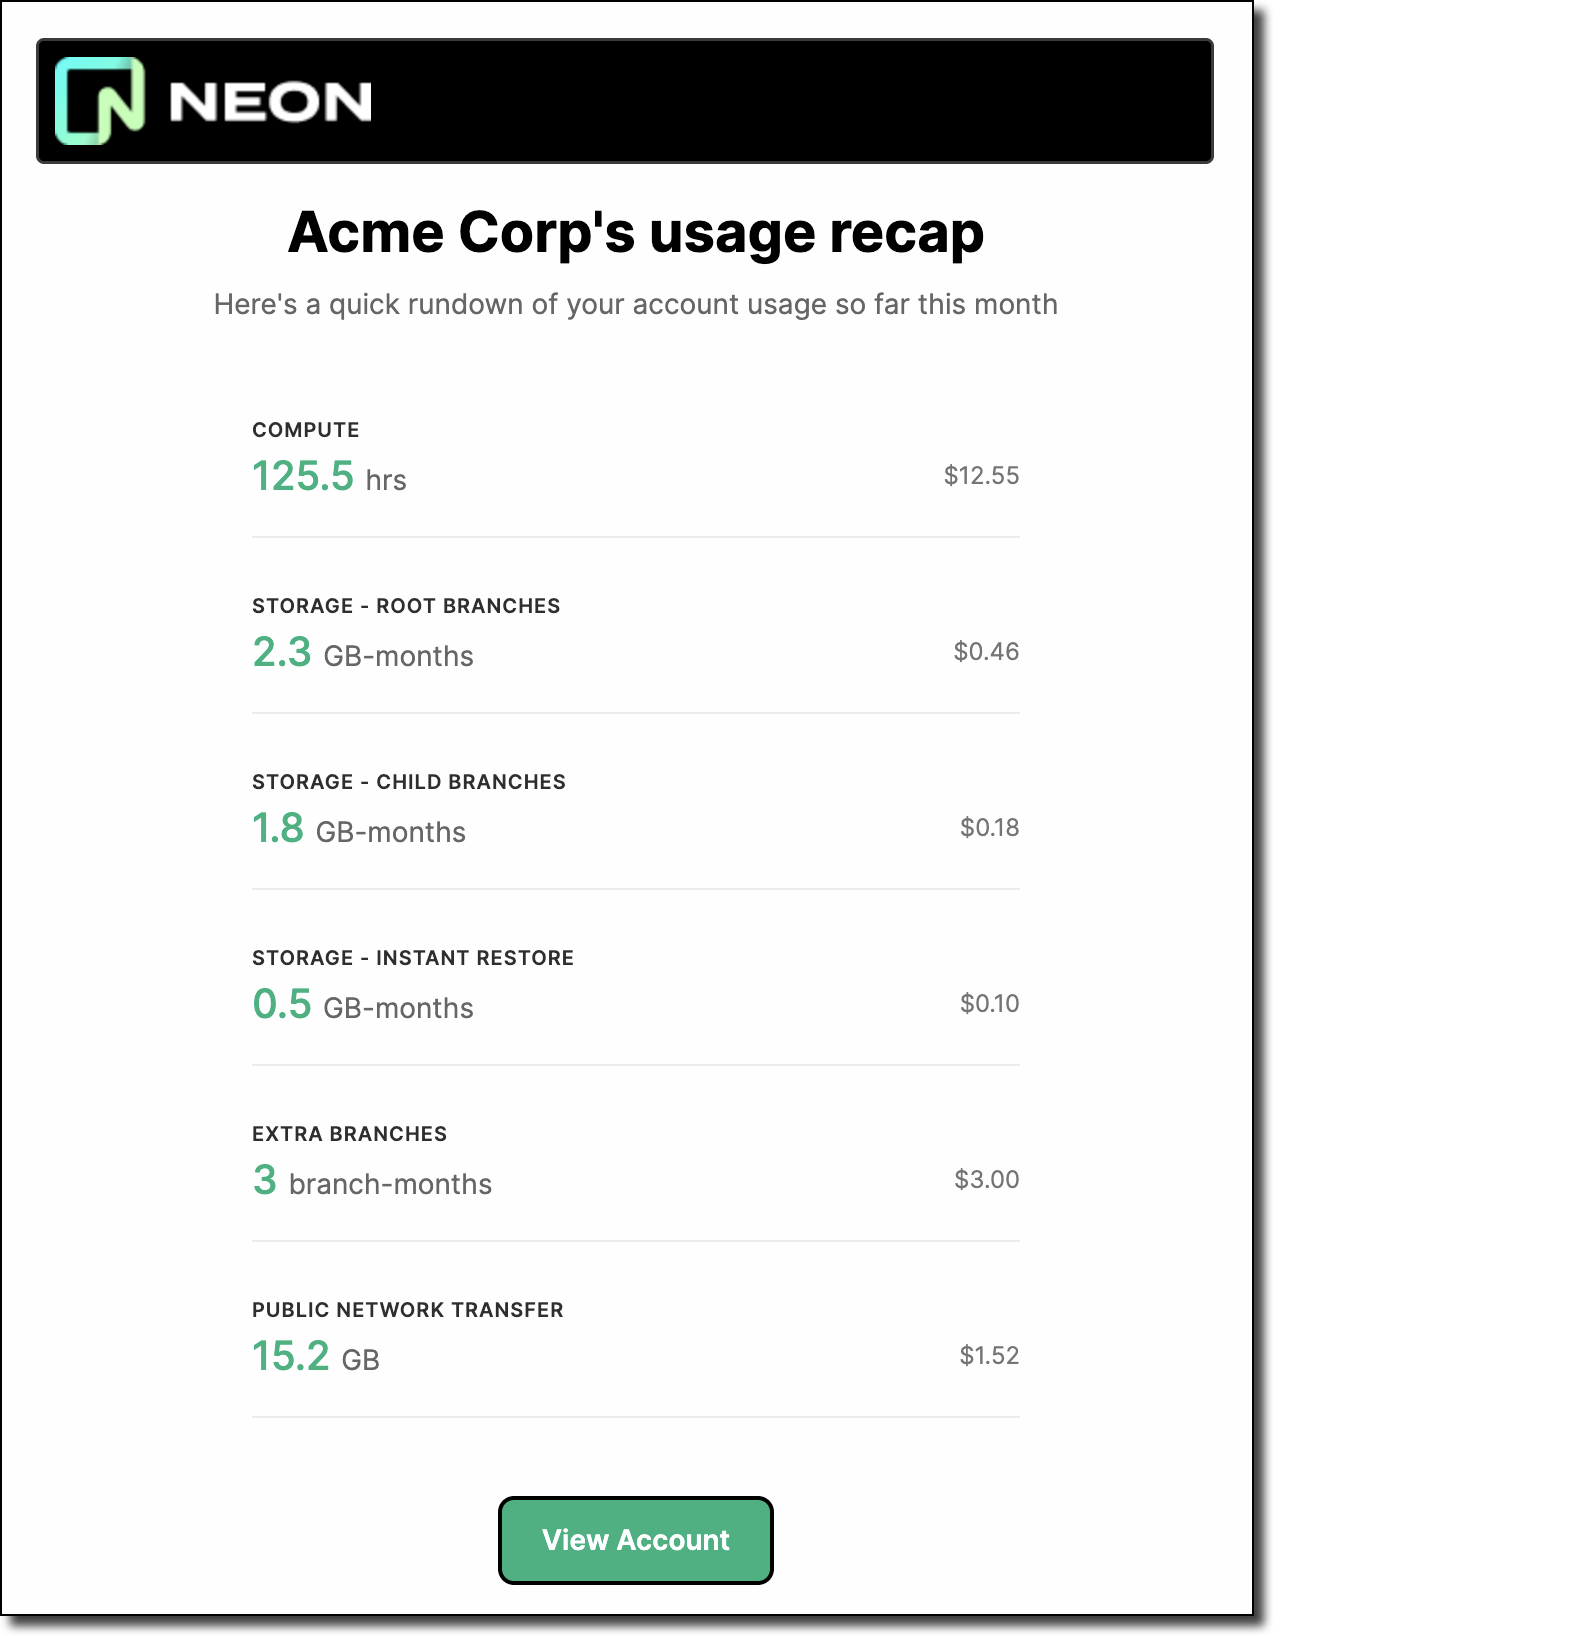 NEON
Acme Corp's usage recap
Here's a quick rundown of your account usage so far this month
COMPUTE
125.5 hrs $12.55
STORAGE - ROOT BRANCHES
2.3 GB-months $0.46
STORAGE - CHILD BRANCHES
1.8 GB-months $0.18
STORAGE - INSTANT RESTORE
0.5 GB-months $0.10
EXTRA BRANCHES
3 branch-months $3.00
PUBLIC NETWORK TRANSFER
15.2 GB $1.52
View Account